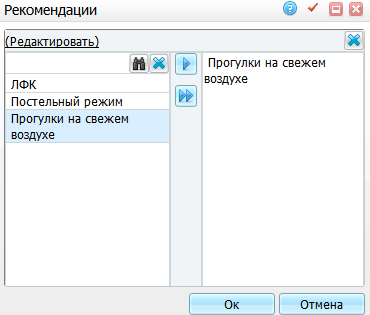 Рекомендации
(Редактировать)
ЛФК
Постельный режим
Прогулки на свежем
воздухе
Прогулки на свежем
воздухе
Ок
Отмена